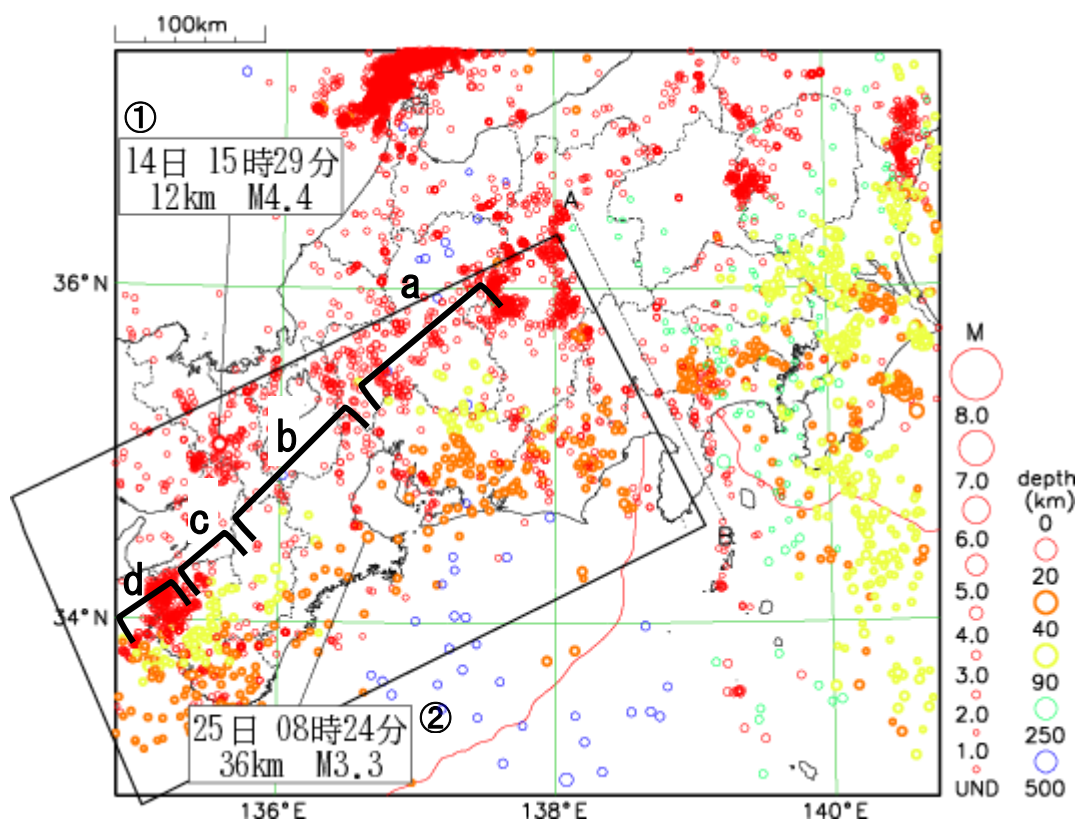 100km
①
14日 15時29分
12km M4.4
A
a
36°N
b
M
8.0
7.0
6.0
5.0
4.0
3.0
2.0
1.0
UND
depth
(km)
0
20
40
90
250
500
c
B
d
34°N
25日 08時24分
36km M3.3
②
136°E
138°E
140°E